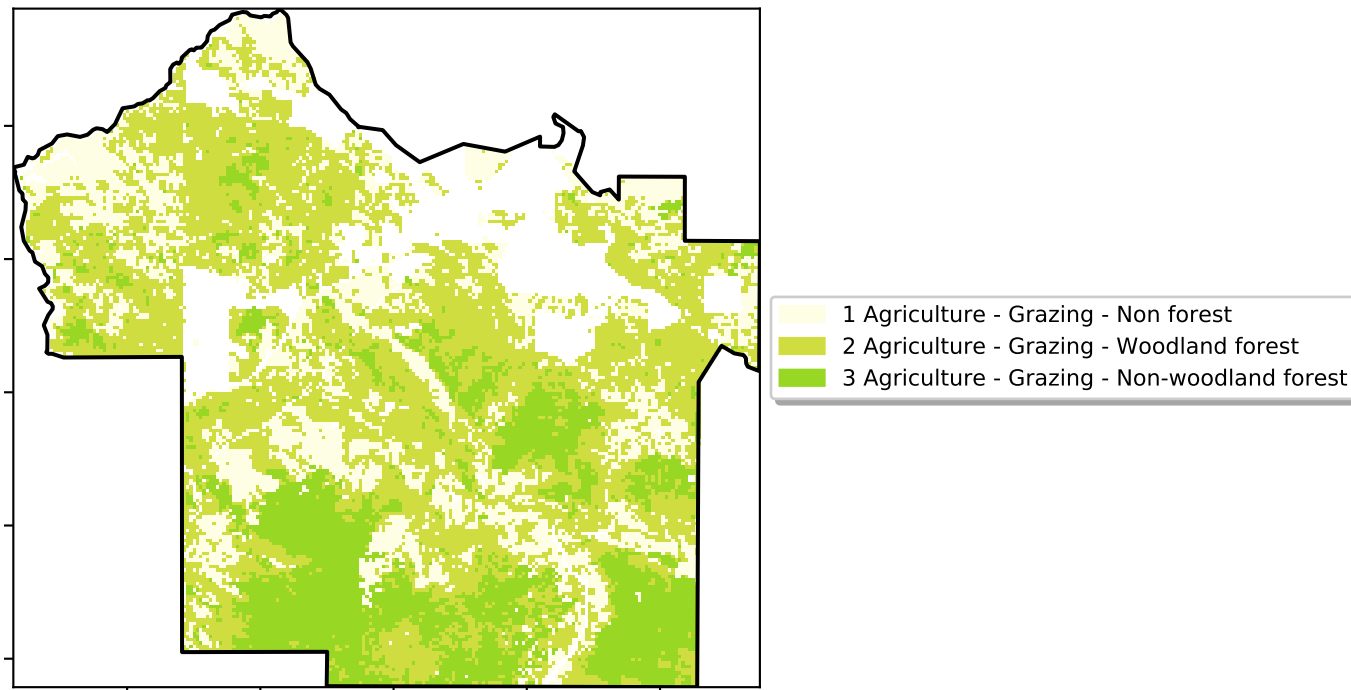 1 Agriculture - Grazing - Non forest
2 Agriculture - Grazing - Woodland forest
3 Agriculture - Grazing - Non-woodland forest